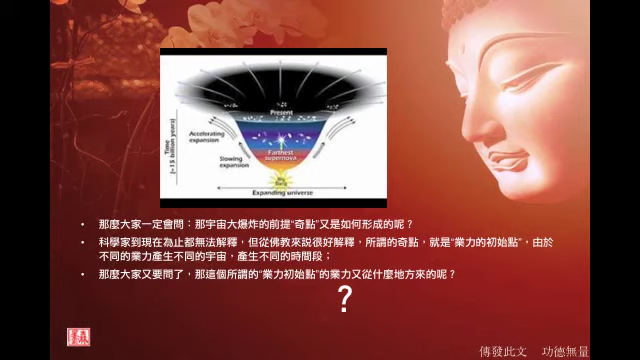 Present
Time
(~15 billion years)
Accelerating
expansion
Slowing
expansion
Farthest
supernova
Expanding universe
• 那麼大家一定會問：那宇宙大爆炸的前提“奇點”又是如何形成的呢？
• 科學家到現在為止都無法解釋，但從佛教來說很好解釋，所謂的奇點，就是“業力的初始點”，由於
不同的業力產生不同的宇宙，產生不同的時間段；
• 那麼大家又要問了，那這個所謂的“業力初始點”的業力又從什麼地方來的呢？
？
傳發此文 功德無量